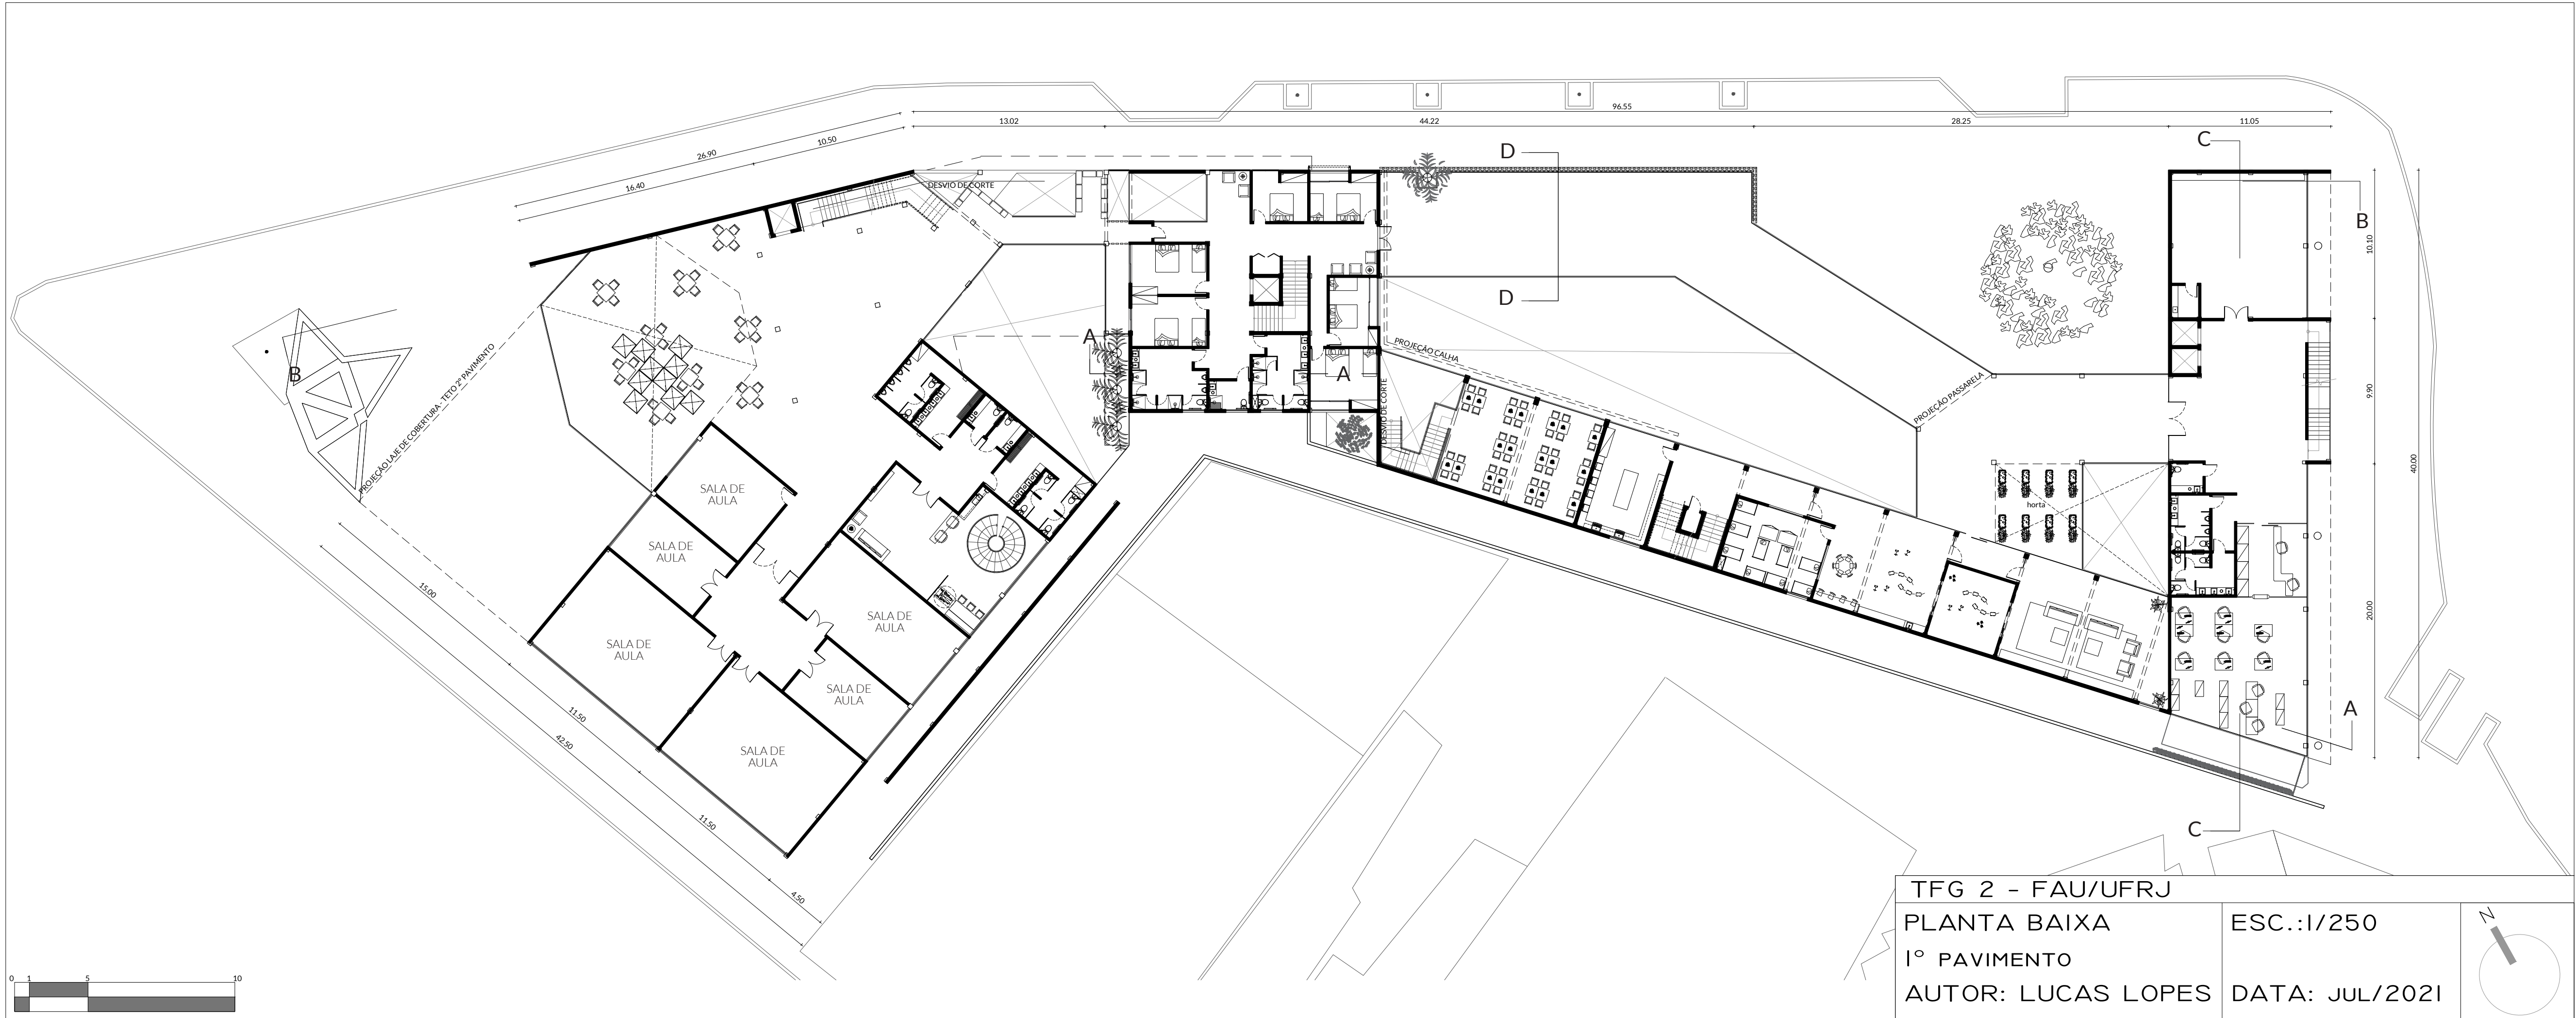 96.55
13.02
44.22
28.25
11.05
26.90
10.50
16.40
DESVIO DE CORTE
D
C
B
10.10
D
A
B
PROJEÇÃO LAJE DE COBERTURA - TETO 2º PAVIMENTO
PROJEÇÃO CALHA
A
DESVIO DE CORTE
PROJEÇÃO PASSARELA
9.90
40.00
SALA DE
AULA
SALA DE
AULA
horta
15.00
SALA DE
AULA
SALA DE
AULA
20.00
SALA DE
AULA
11.50
42.50
SALA DE
AULA
A
11.50
C
4.50
TFG 2 - FAU/UFRJ
PLANTA BAIXA
ESC.:1/250
1º PAVIMENTO
AUTOR: LUCAS LOPES
DATA: JUL/2021
N
0 1 5 10